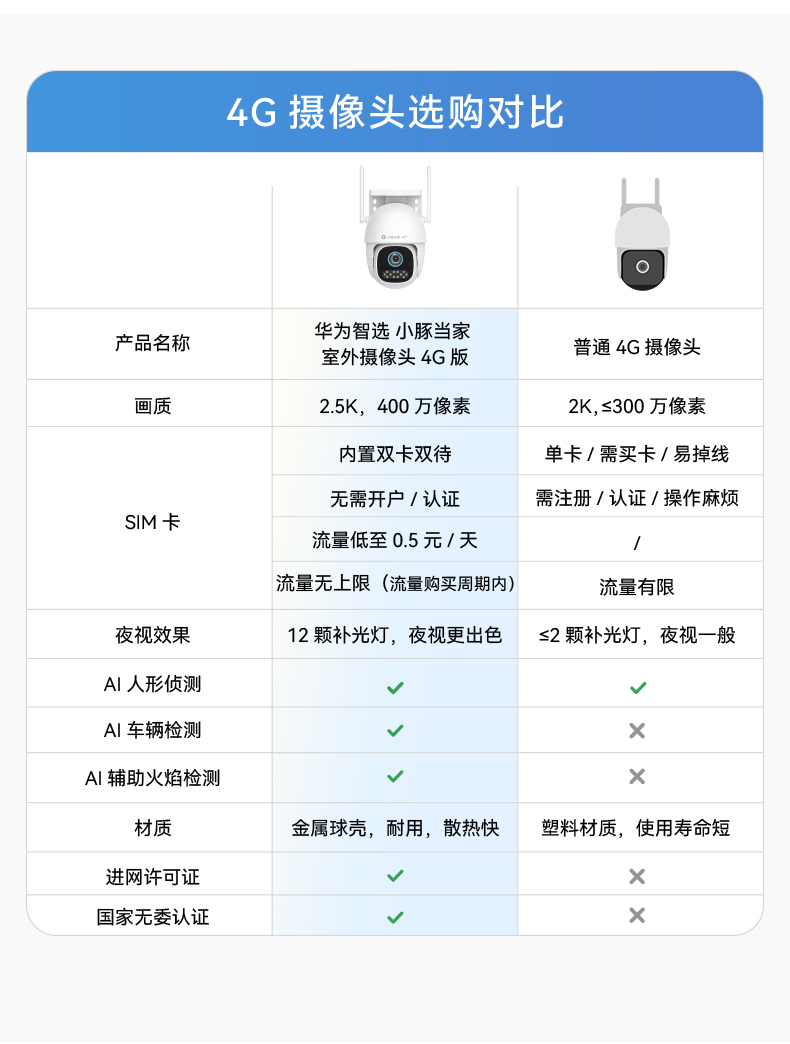 4G 摄像头选购对比
产品名称
华为智选 小豚当家
室外摄像头 4G 版
普通 4G 摄像头
画质
2.5K，400 万像素
2K,≤300 万像素
SIM 卡
内置双卡双待
单卡 / 需买卡 / 易掉线
无需开户 / 认证
需注册 / 认证 / 操作麻烦
流量低至 0.5 元 / 天
/
流量无上限（流量购买周期内）
流量有限
夜视效果
12 颗补光灯，夜视更出色
≤2 颗补光灯，夜视一般
AI 人形侦测
AI 车辆检测
AI 辅助火焰检测
材质
金属球壳，耐用，散热快
塑料材质，使用寿命短
进网许可证
国家无委认证